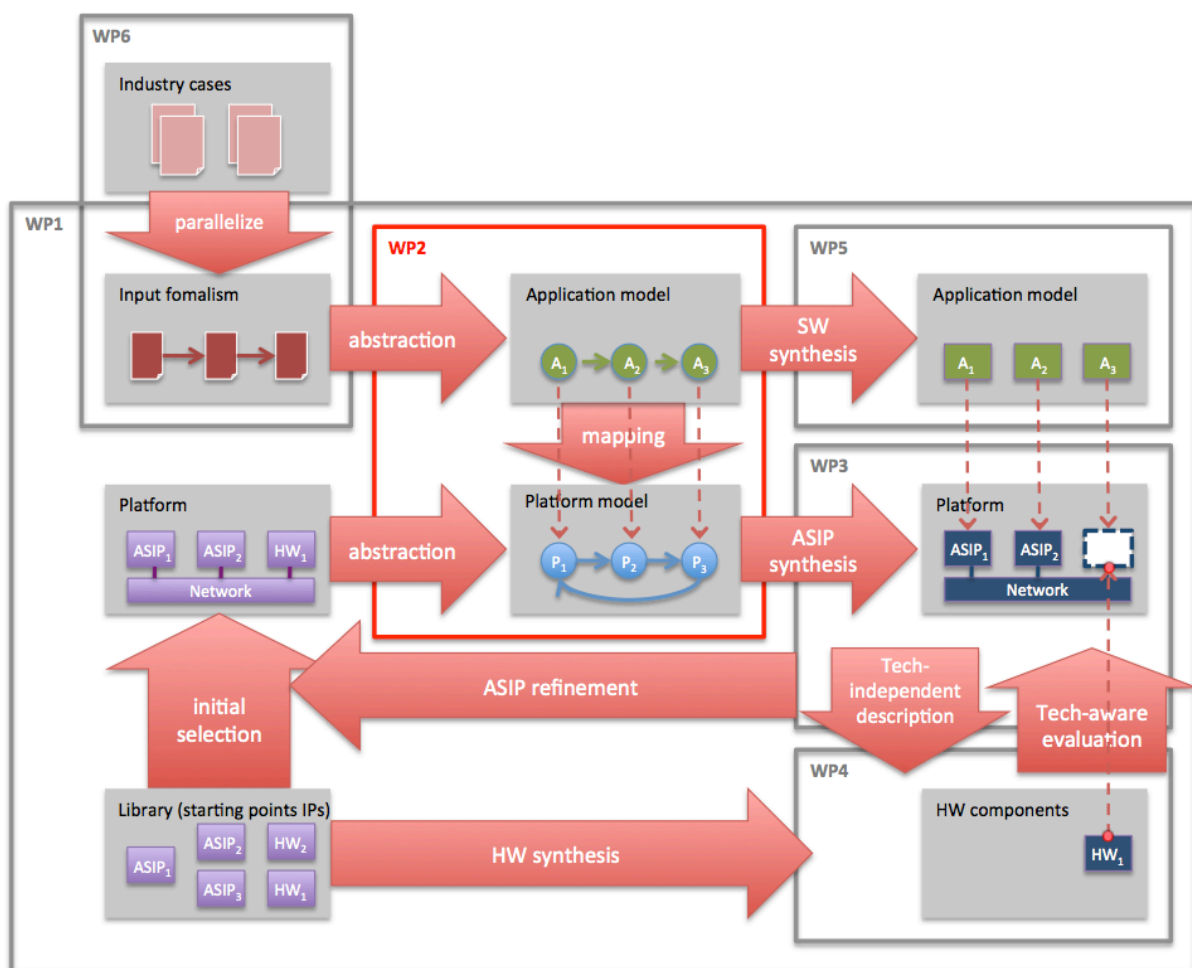 WP6
Industry cases
parallelize
WP1
Input fomalism
abstraction
WP2
Application model
A1 A2 A3
mapping
SW
synthesis
WP5
Application model
A1 A2 A3
Platform
ASIP1 ASIP2 HW1
Network
abstraction
Platform model
P1 P2 P3
ASIP
synthesis
WP3
Platform
ASIP1 ASIP2
Network
initial
selection
ASIP refinement
Tech-
independent
description
Tech-aware
evaluation
Library (starting points IPs)
ASIP1 ASIP2 HW2
ASIP3 HW1
HW synthesis
WP4
HW components
HW1